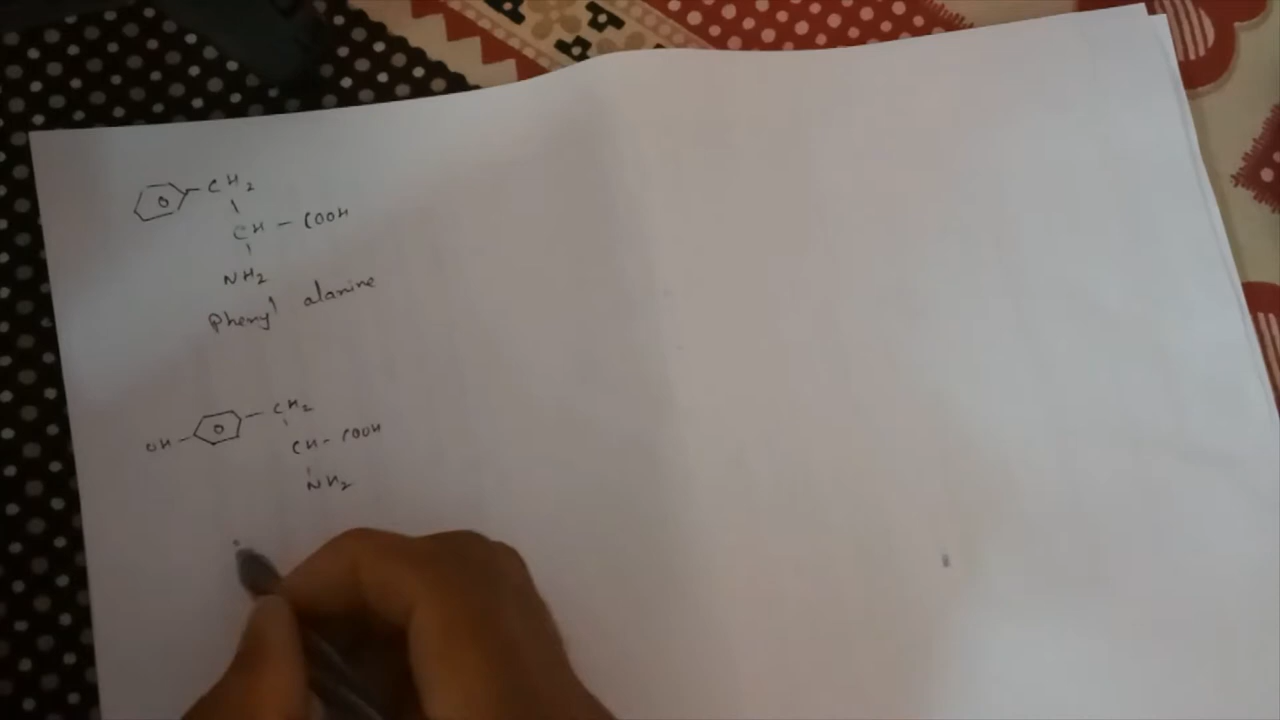 CH2
CH - COOH
NH2
Phenyl alanine
OH
CH2
CH - COOH
NH2